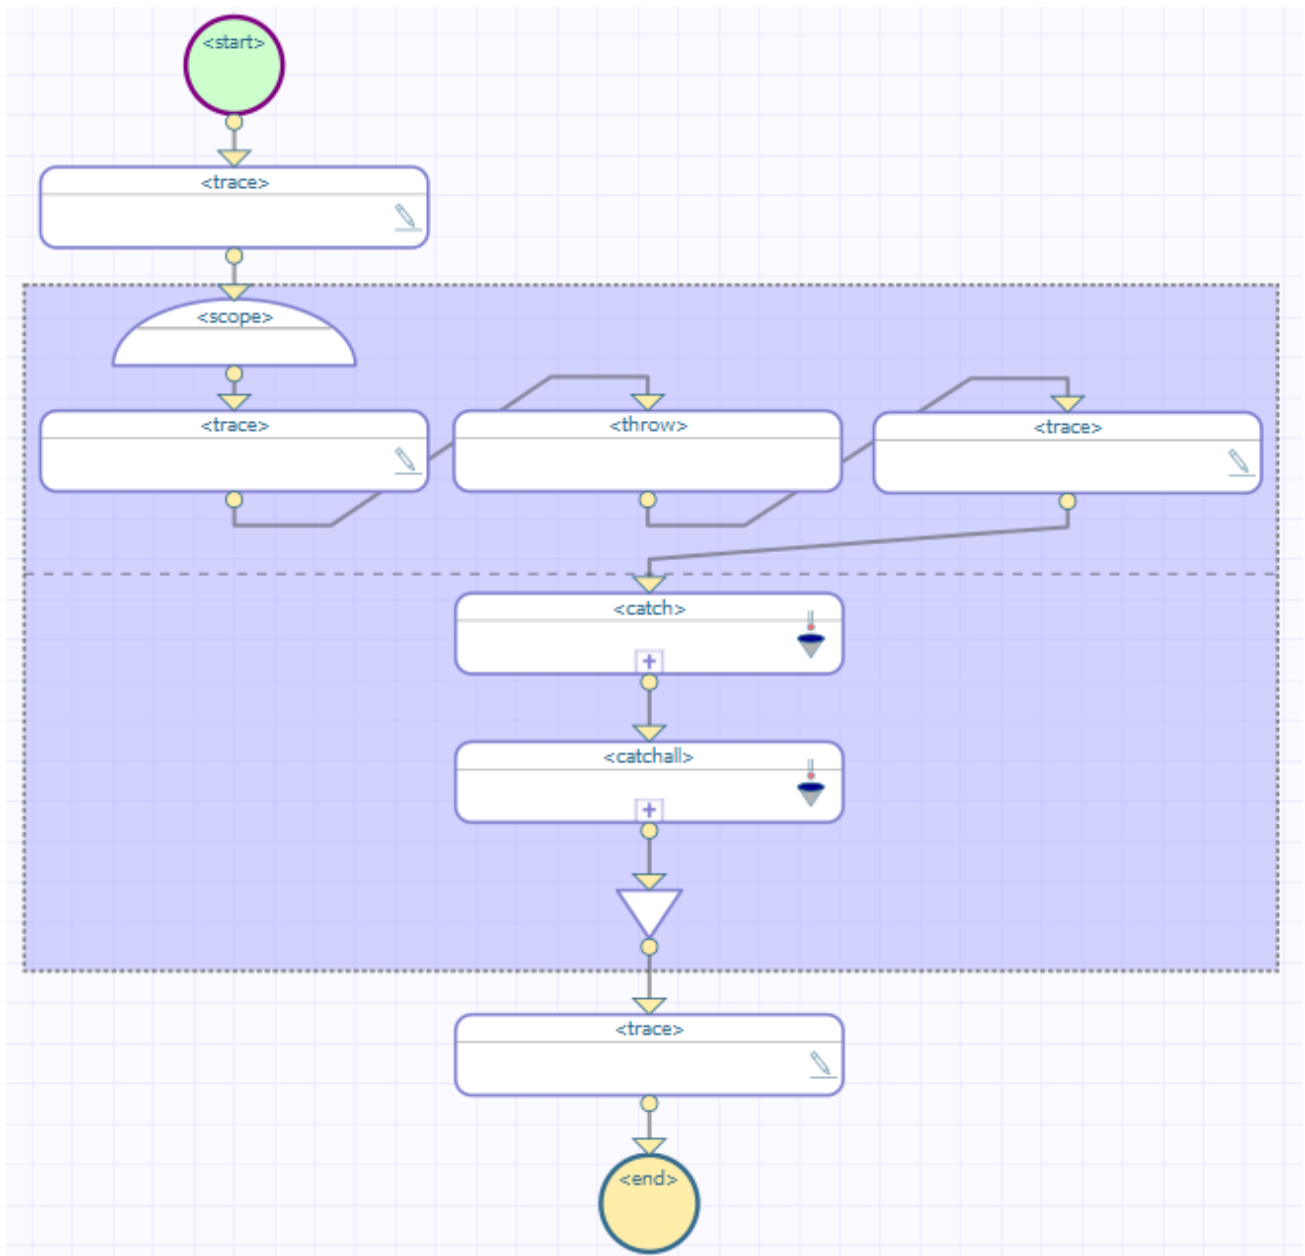 <start>
<trace>
<scope>
<trace>
<throw>
<trace>
<catch>
+
<catchall>
+
<trace>
<end>